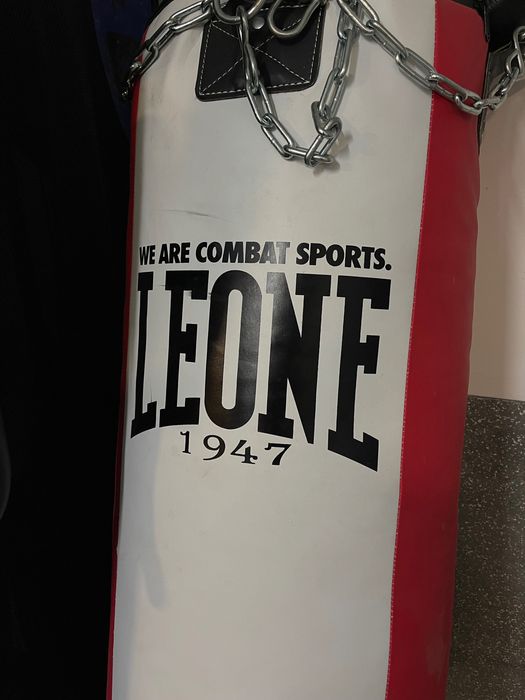 WE ARE COMBAT SPORTS.
LEONE
1947